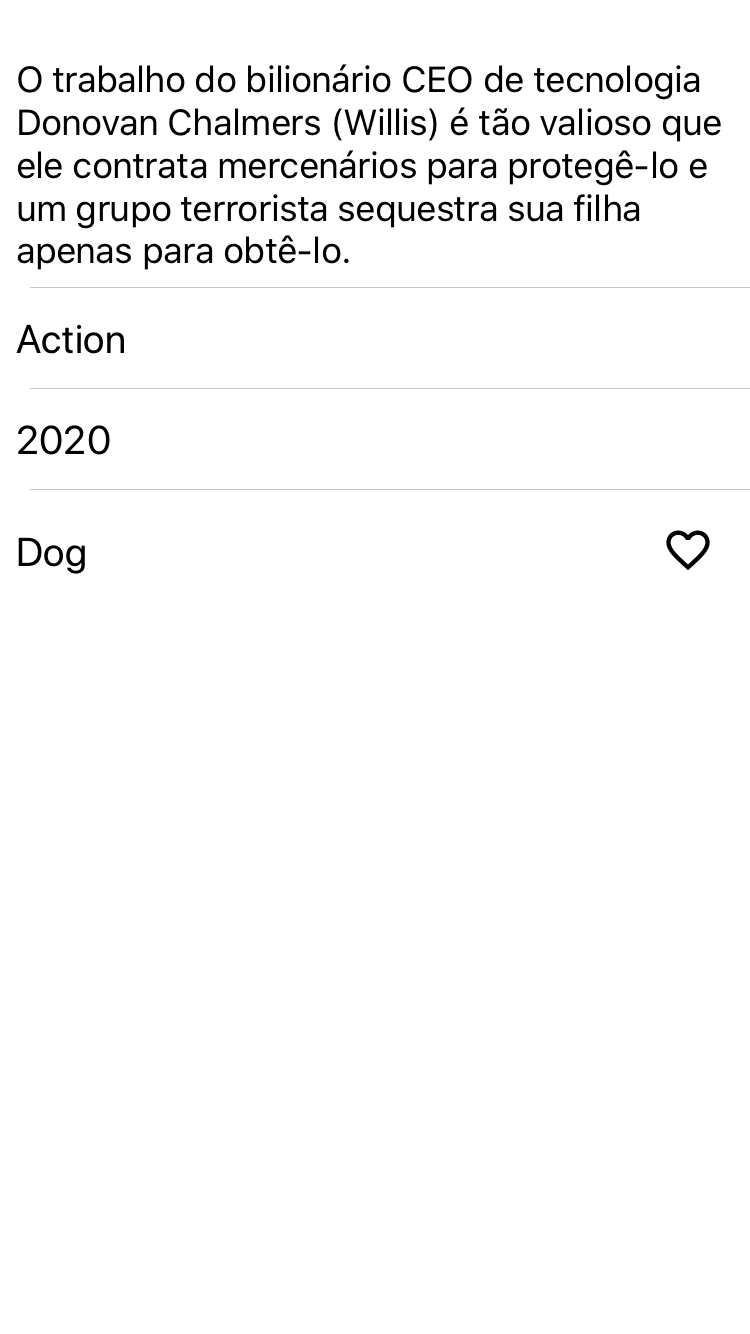 O trabalho do bilionário CEO de tecnologia
Donovan Chalmers (Willis) é tão valioso que
ele contrata mercenários para protegê-lo e
um grupo terrorista sequestra sua filha
apenas para obtê-lo.
Action
2020
Dog